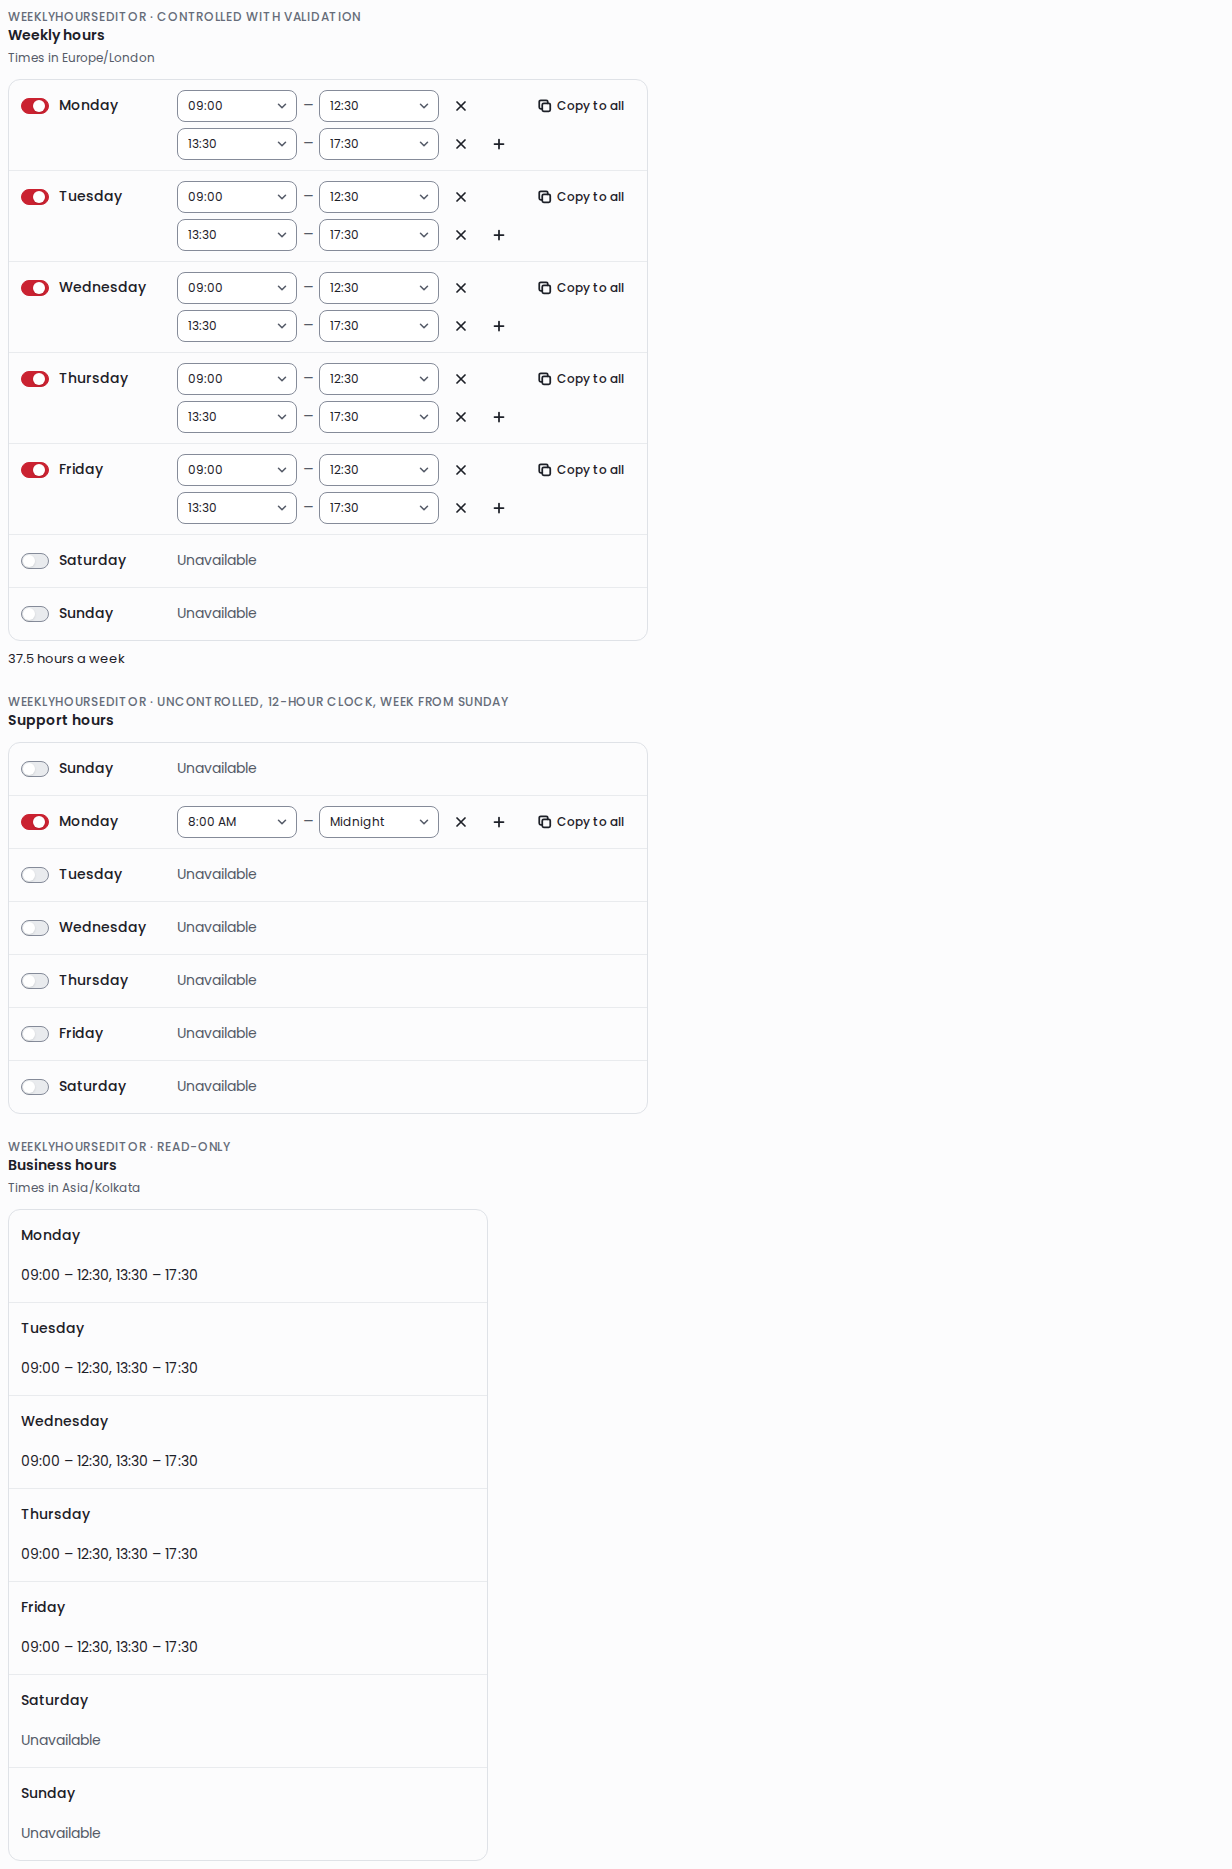 WEEKLYHOURSEDITOR · CONTROLLED WITH VALIDATION
Weekly hours
Times in Europe/London
Monday 09:00 – 12:30 Copy to all
13:30 – 17:30
Tuesday 09:00 – 12:30 Copy to all
13:30 – 17:30
Wednesday 09:00 – 12:30 Copy to all
13:30 – 17:30
Thursday 09:00 – 12:30 Copy to all
13:30 – 17:30
Friday 09:00 – 12:30 Copy to all
13:30 – 17:30
Saturday Unavailable
Sunday Unavailable
37.5 hours a week
WEEKLYHOURSEDITOR · UNCONTROLLED, 12-HOUR CLOCK, WEEK FROM SUNDAY
Support hours
Sunday Unavailable
Monday 8:00 AM – Midnight Copy to all
Tuesday Unavailable
Wednesday Unavailable
Thursday Unavailable
Friday Unavailable
Saturday Unavailable
WEEKLYHOURSEDITOR · READ-ONLY
Business hours
Times in Asia/Kolkata
Monday
09:00 – 12:30, 13:30 – 17:30
Tuesday
09:00 – 12:30, 13:30 – 17:30
Wednesday
09:00 – 12:30, 13:30 – 17:30
Thursday
09:00 – 12:30, 13:30 – 17:30
Friday
09:00 – 12:30, 13:30 – 17:30
Saturday
Unavailable
Sunday
Unavailable